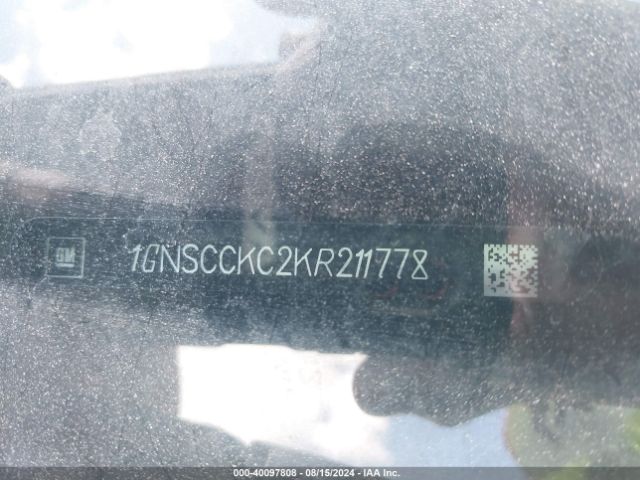 GM
1GNSCCKC2KR211778
000-40097808 - 08/15/2024 - IAA Inc.